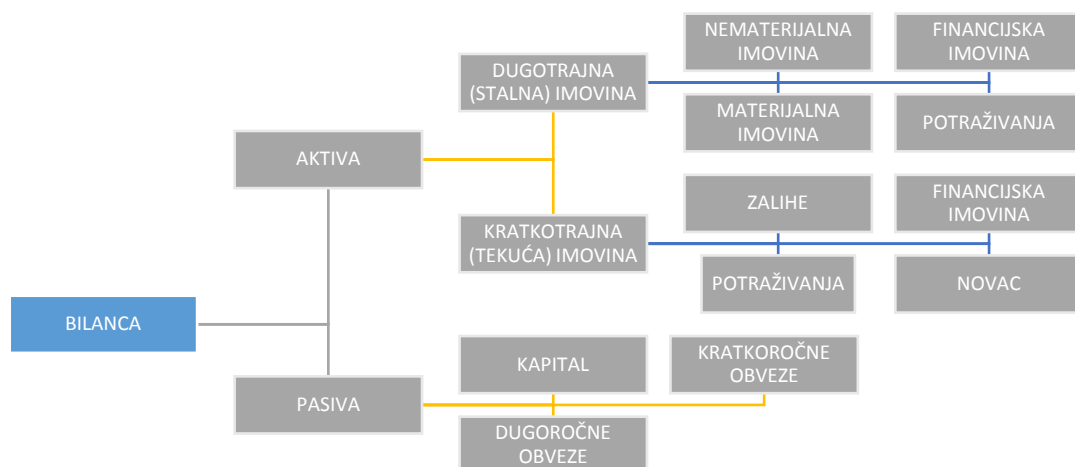 NEMATERIJALNA
IMOVINA
FINANCIJSKA
IMOVINA
DUGOTRAJNA
(STALNA) IMOVINA
MATERIJALNA
IMOVINA
POTRAŽIVANJA
AKTIVA
ZALIHE
FINANCIJSKA
IMOVINA
KRATKOTRAJNA
(TEKUĆA) IMOVINA
POTRAŽIVANJA
NOVAC
BILANCA
KAPITAL
KRATKOROČNE
OBVEZE
PASIVA
DUGOROČNE
OBVEZE